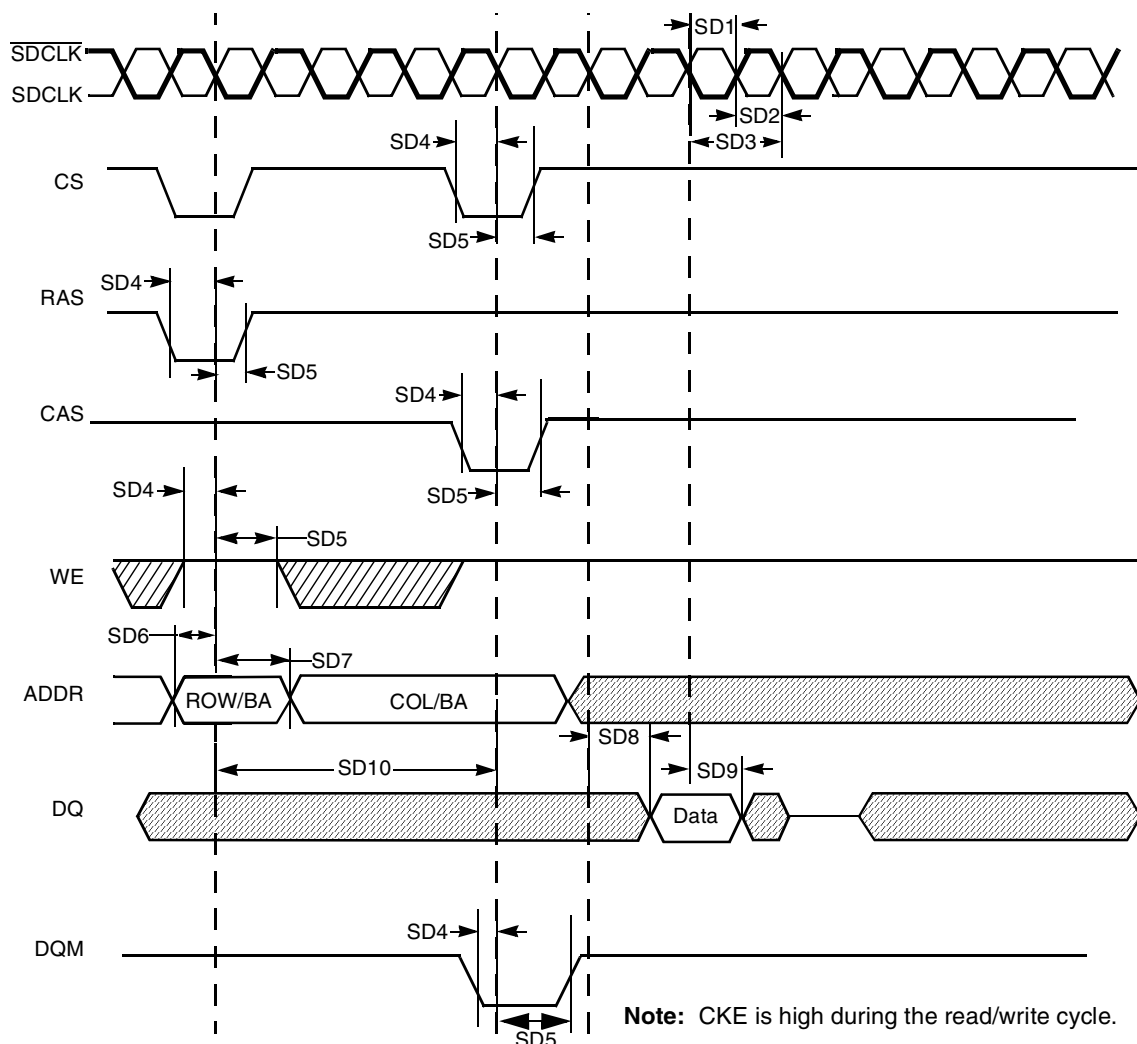 SD1
SDCLK
SDCLK
SD2
SD4
SD3
CS
SD5
SD4
RAS
SD5
SD4
CAS
SD4
SD5
SD5
WE
SD6
SD7
ADDR
ROW/BA
COL/BA
SD8
SD10
SD9
DQ
Data
SD4
DQM
Note: CKE is high during the read/write cycle.
SD5